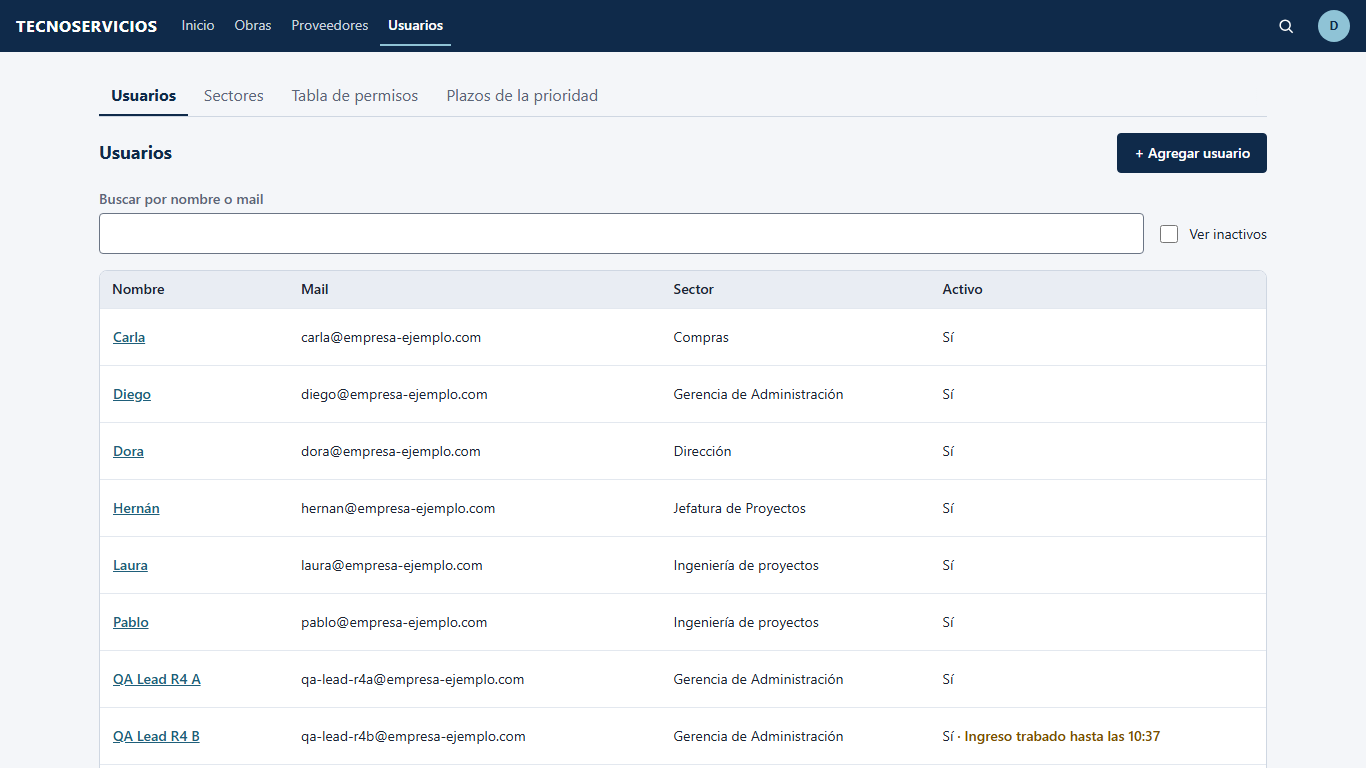 TECNOSERVICIOS Inicio Obras Proveedores Usuarios D
Usuarios Sectores Tabla de permisos Plazos de la prioridad
Usuarios + Agregar usuario
Buscar por nombre o mail
Ver inactivos
Nombre Mail Sector Activo
Carla carla@empresa-ejemplo.com Compras Sí
Diego diego@empresa-ejemplo.com Gerencia de Administración Sí
Dora dora@empresa-ejemplo.com Dirección Sí
Hernán hernan@empresa-ejemplo.com Jefatura de Proyectos Sí
Laura laura@empresa-ejemplo.com Ingeniería de proyectos Sí
Pablo pablo@empresa-ejemplo.com Ingeniería de proyectos Sí
QA Lead R4 A qa-lead-r4a@empresa-ejemplo.com Gerencia de Administración Sí
QA Lead R4 B qa-lead-r4b@empresa-ejemplo.com Gerencia de Administración Sí · Ingreso trabado hasta las 10:37